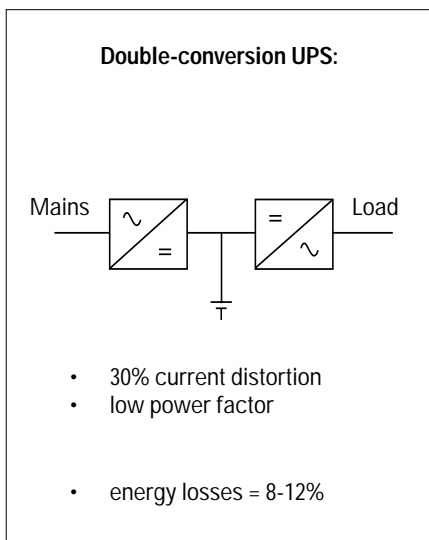 Double-conversion UPS:
Mains
Load
• 30% current distortion
• low power factor
• energy losses = 8-12%